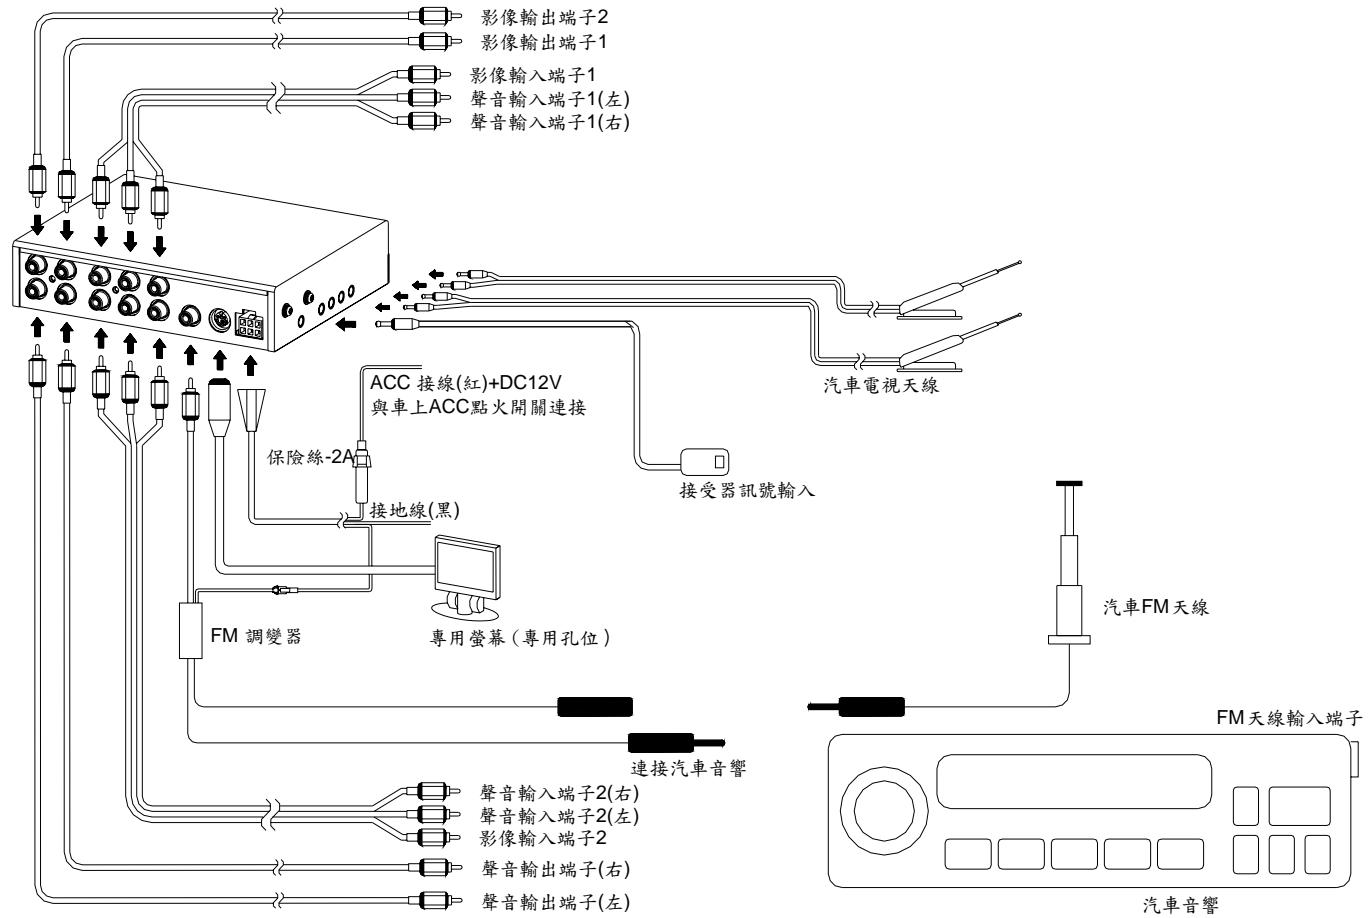 影像輸出端子2
影像輸出端子1
影像輸入端子1
聲音輸入端子1(左)
聲音輸入端子1(右)
ACC 接線(紅)+DC12V
與車上ACC點火開關連接
汽車電視天線
保險絲-2A
接受器訊號輸入
接地線(黑)
汽車FM天線
FM 調變器
專用螢幕（專用孔位）
FM天線輸入端子
連接汽車音響
聲音輸入端子2(右)
聲音輸入端子2(左)
影像輸入端子2
聲音輸出端子(右)
聲音輸出端子(左)
汽車音響